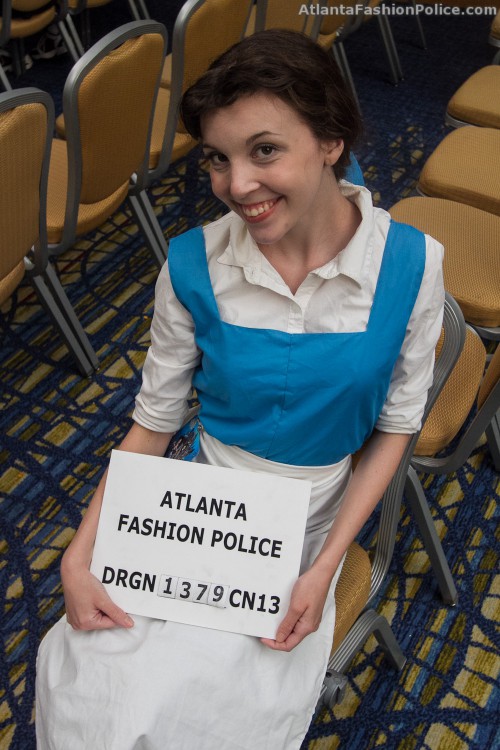 AtlantaFashionPolice.com
ATLANTA
FASHION POLICE
DRGN 1379 CN13